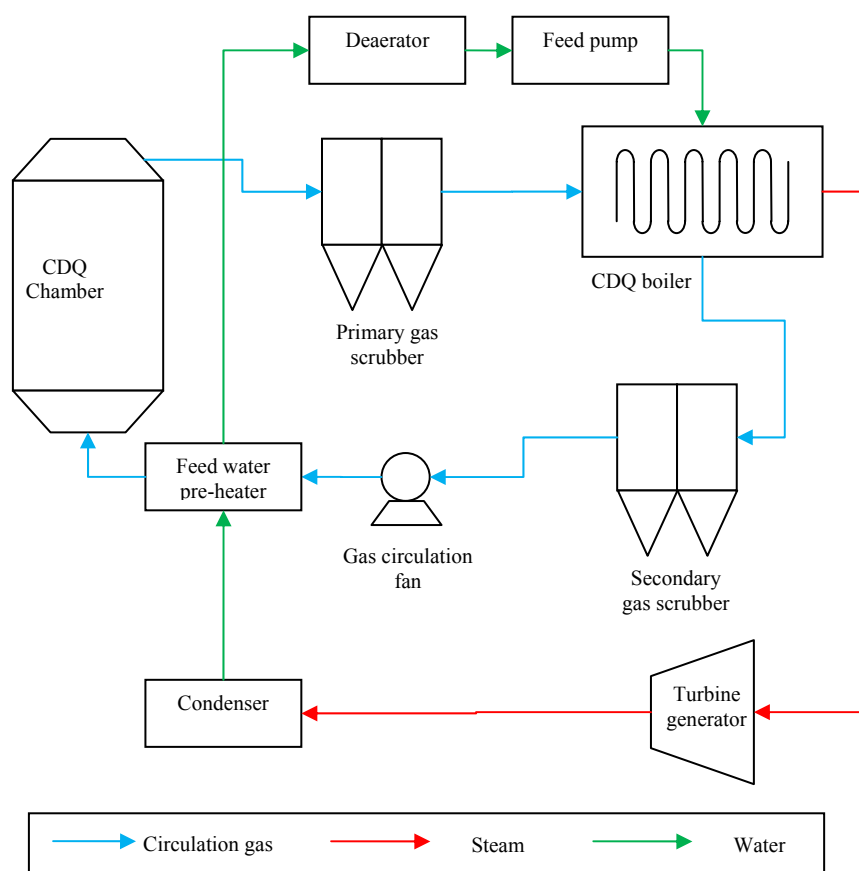 Deaerator
Feed pump
CDQ
Chamber
CDQ boiler
Primary gas
scrubber
Feed water
pre-heater
Gas circulation
fan
Secondary
gas scrubber
Condenser
Turbine
generator
Circulation gas
Steam
Water